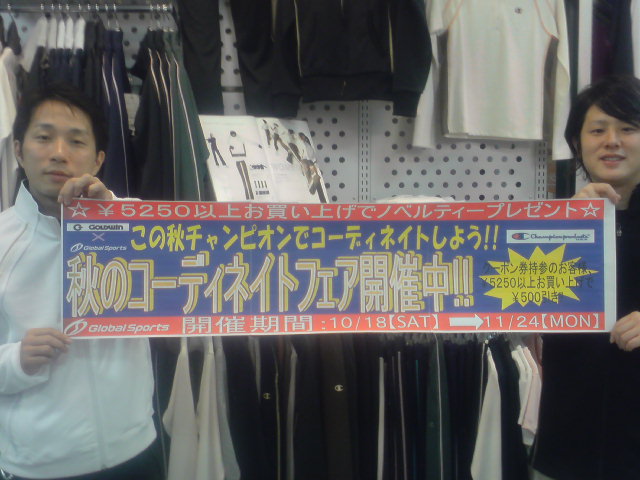 ☆￥5250以上お買い上げでノベルティープレゼント☆
GOLDWIN
×
Global Sports
この秋チャンピオンでコーディネイトしよう!!
Champion products
秋のコーディネイトフェア開催中!!!
クーポン券持参のお客様、
￥5250以上お買い上げで
￥500引き
Global Sports 開催期間:10/18【SAT】➡11/24【MON】